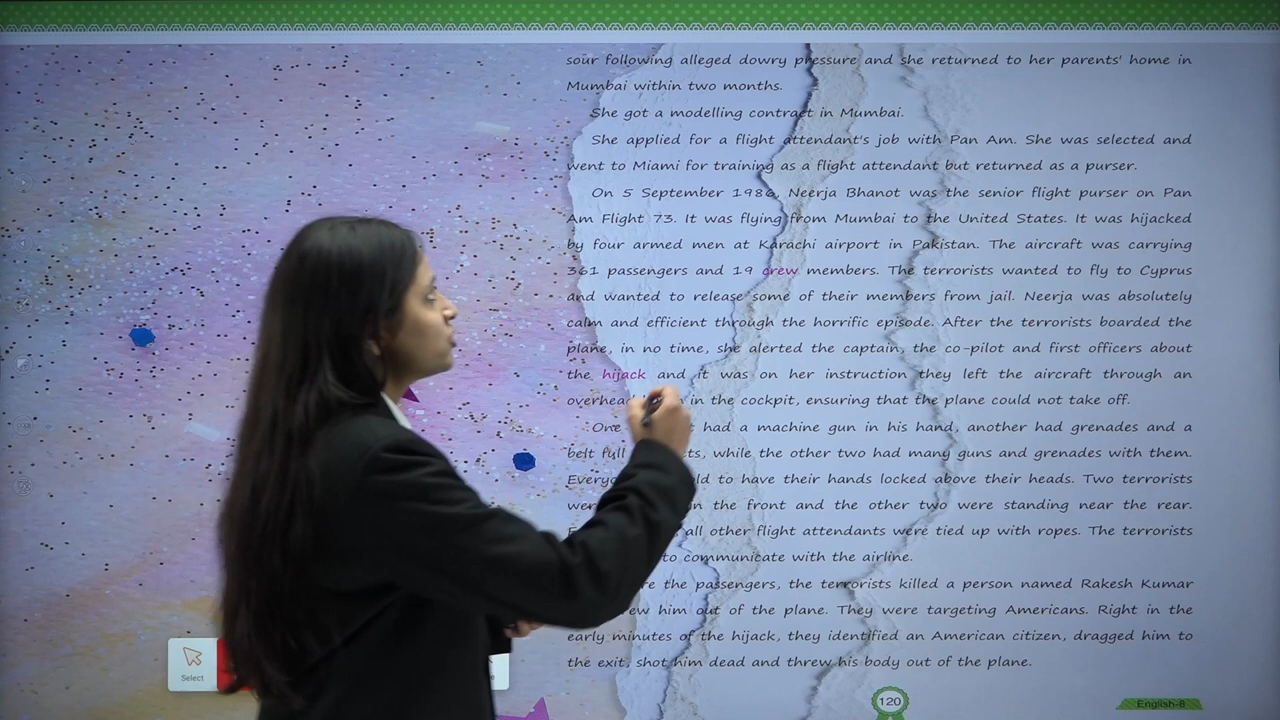 sour following alleged dowry pressure and she returned to her parents' home in
Mumbai within two months.
She got a modelling contract in Mumbai.
She applied for a flight attendant's job with Pan Am. She was selected and
went to Miami for training as a flight attendant but returned as a purser.
On 5 September 1986, Neerja Bhanot was the senior flight purser on Pan
Am Flight 73. It was flying from Mumbai to the United States. It was hijacked
by four armed men at Karachi airport in Pakistan. The aircraft was carrying
361 passengers and 19 crew members. The terrorists wanted to fly to Cyprus
and wanted to release some of their members from jail. Neerja was absolutely
calm and efficient through the horrific episode. After the terrorists boarded the
plane, in no time, she alerted the captain, the co-pilot and first officers about
the hijack and it was on her instruction they left the aircraft through an
overhead in the cockpit, ensuring that the plane could not take off.
One had a machine gun in his hand, another had grenades and a
belt full while the other two had many guns and grenades with them.
to have their hands locked above their heads. Two terrorists
the front and the other two were standing near the rear.
all other flight attendants were tied up with ropes. The terrorists
to communicate with the airline.
the passengers, the terrorists killed a person named Rakesh Kumar
him out of the plane. They were targeting Americans. Right in the
early minutes of the hijack, they identified an American citizen, dragged him to
the exit, shot him dead and threw his body out of the plane.
Select
120
English-8